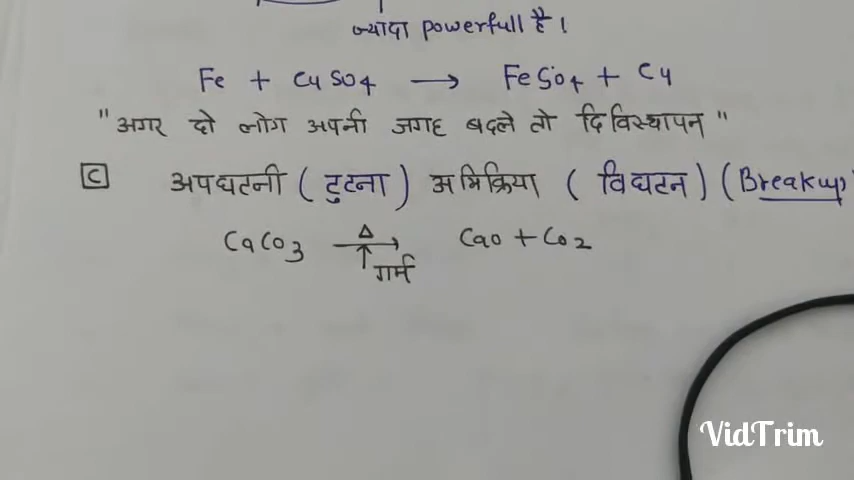 ज्यादा powerfull है।
Fe + CuSO4 ⟶ FeSO4 + Cu
"अगर दो लोग अपनी जगह बदले तो दिविस्थापन"
C अपघटनी ( टुटना ) अभिक्रिया ( विघटन ) ( Breakup)
CaCO3 Δ⟶ CaO + CO2
↑ गर्म
VidTrim